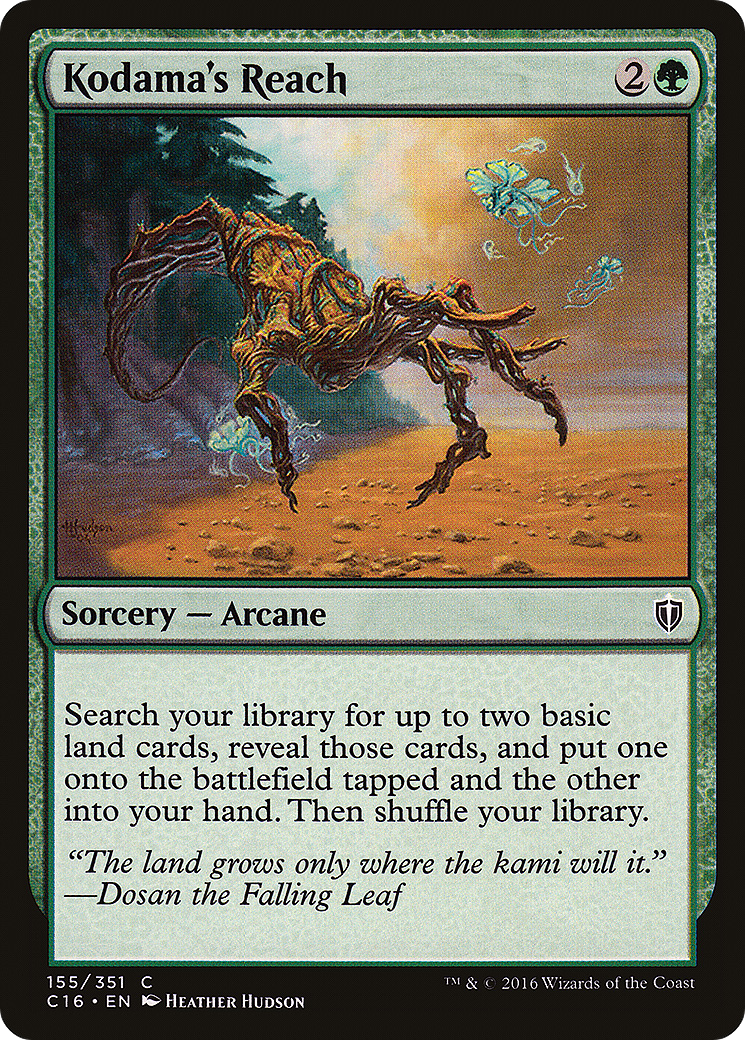 Kodama's Reach 2
Hudson
Sorcery — Arcane
Search your library for up to two basic
land cards, reveal those cards, and put one
onto the battlefield tapped and the other
into your hand. Then shuffle your library.
“The land grows only where the kami will it.”
—Dosan the Falling Leaf
155/351 C
C16 • EN HEATHER HUDSON
™ & © 2016 Wizards of the Coast